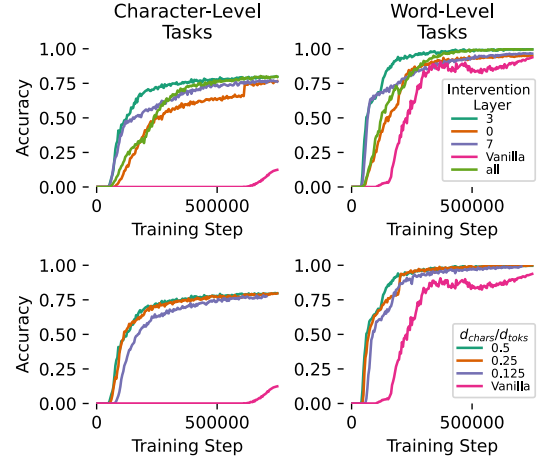 Character-Level
Tasks
Word-Level
Tasks
1.00
0.75
0.50
0.25
0.00
Accuracy
0
500000
Training Step
1.00
0.75
0.50
0.25
0.00
Accuracy
Intervention
Layer
3
0
7
Vanilla
all
0
500000
Training Step
1.00
0.75
0.50
0.25
0.00
Accuracy
0
500000
Training Step
1.00
0.75
0.50
0.25
0.00
Accuracy
d_chars/d_toks
0.5
0.25
0.125
Vanilla
0
500000
Training Step